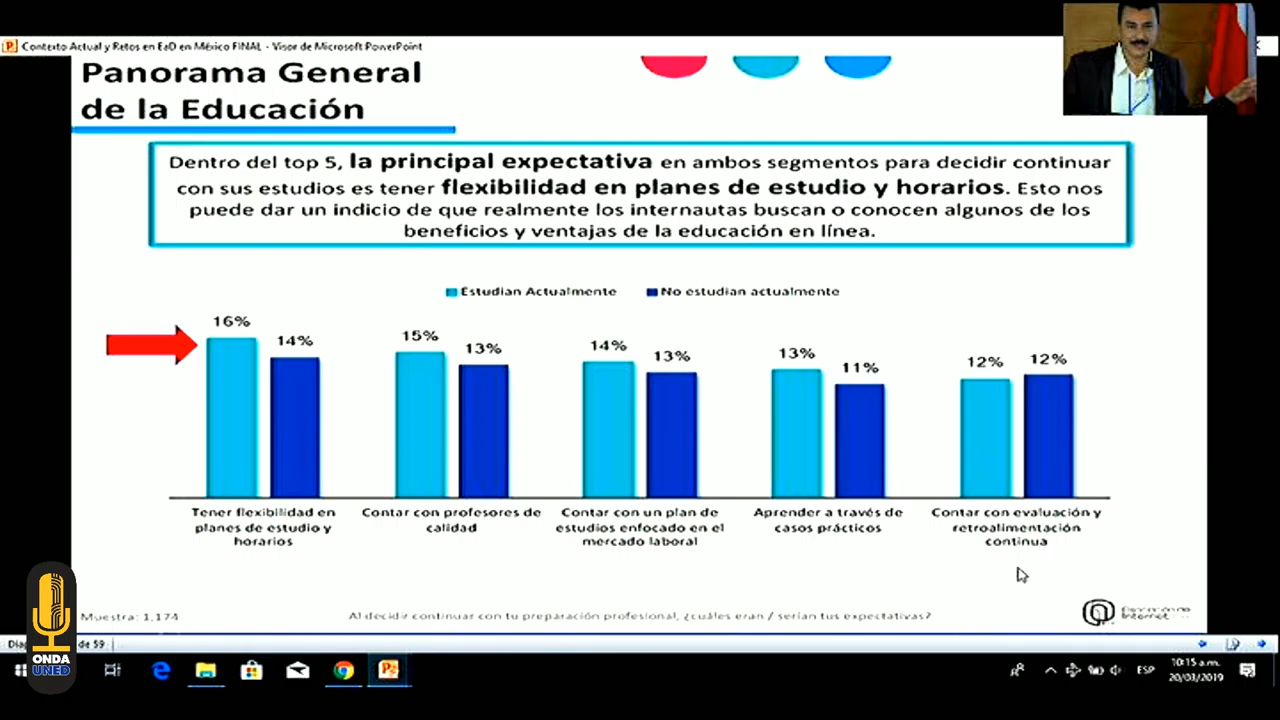 Contexto Actual y Retos en EaD en México FINAL - Visor de Microsoft PowerPoint
Panorama General
de la Educación
Dentro del top 5, la principal expectativa en ambos segmentos para decidir continuar
con sus estudios es tener flexibilidad en planes de estudio y horarios. Esto nos
puede dar un indicio de que realmente los internautas buscan o conocen algunos de los
beneficios y ventajas de la educación en línea.
Estudian Actualmente No estudian actualmente
16% 14% 15% 13% 14% 13% 13% 11% 12% 12%
Tener flexibilidad en
planes de estudio y
horarios
Contar con profesores de
calidad
Contar con un plan de
estudios enfocado en el
mercado laboral
Aprender a través de
casos prácticos
Contar con evaluación y
retroalimentación
continua
Muestra: 1,174
Al decidir continuar con tu preparación profesional, ¿cuáles eran / serían tus expectativas?
Internet
de 59
ONDA
UNED
ESP
10:15 a.m.
20/03/2019